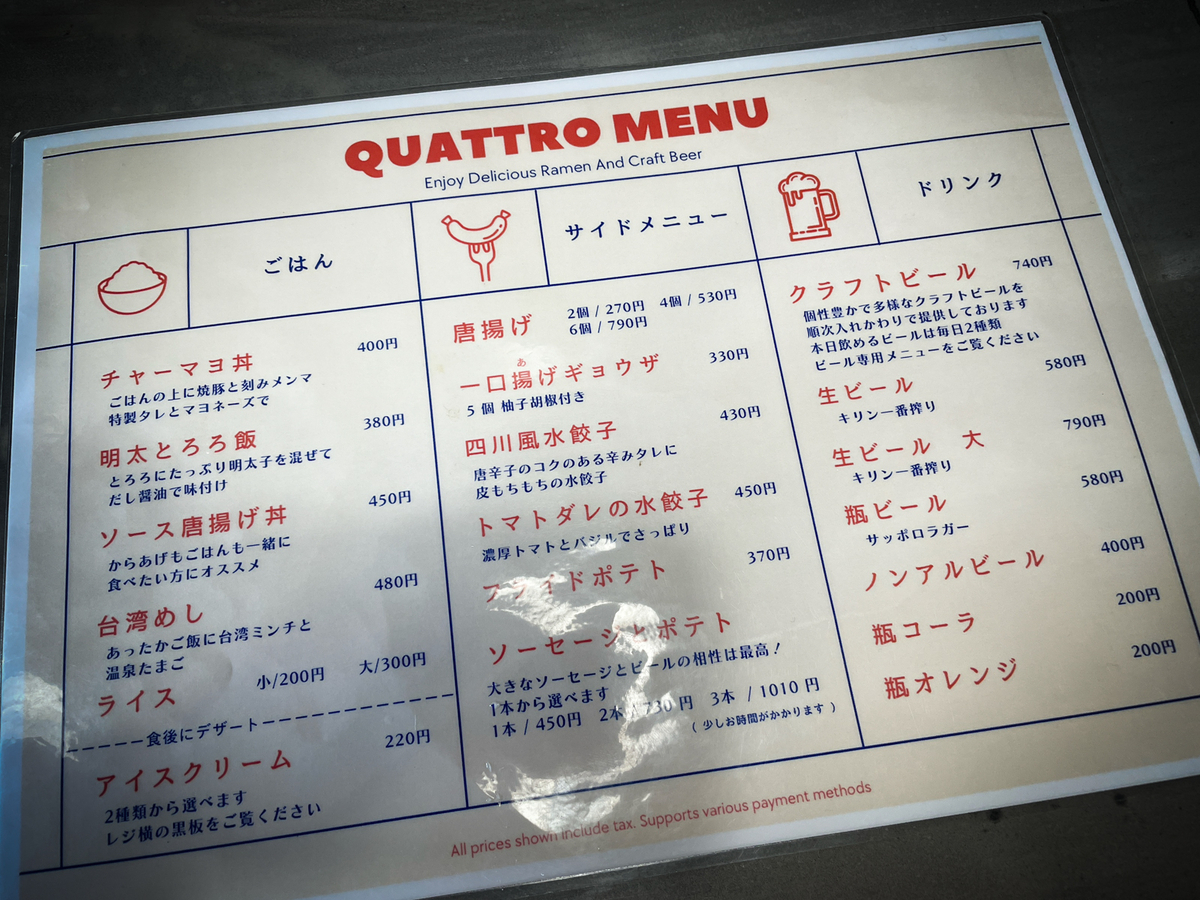 QUATTRO MENU
Enjoy Delicious Ramen And Craft Beer
ごはん
チャーマヨ丼 400円
ごはんの上に焼豚と刻みメンマ
特製タレとマヨネーズで
明太とろろ飯 380円
とろろにたっぷり明太子を混ぜて
だし醤油で味付け
ソース唐揚げ丼 450円
からあげもごはんも一緒に
食べたい方にオススメ
台湾めし 480円
あったかご飯に台湾ミンチと
温泉たまご
ライス 小/200円 大/300円
食後にデザート
アイスクリーム 220円
2種類から選べます
レジ横の黒板をご覧ください
サイドメニュー
唐揚げ 2個 / 270円 4個 / 530円
6個 / 790円
あ
一口揚げギョウザ 330円
5個 柚子胡椒付き
四川風水餃子 430円
唐辛子のコクのある辛みタレに
皮もちもちの水餃子
トマトダレの水餃子 450円
濃厚トマトとバジルでさっぱり
フライドポテト 370円
ソーセージとポテト
大きなソーセージとビールの相性は最高！
1本から選べます
1本 / 450円 2本 / 730円 3本 / 1010円
( 少しお時間がかかります )
ドリンク
クラフトビール 740円
個性豊かで多様なクラフトビールを
順次入れかわりで提供しております
本日飲めるビールは毎日2種類
ビール専用メニューをご覧ください
生ビール 580円
キリン一番搾り
生ビール 大 790円
キリン一番搾り
瓶ビール 580円
サッポロラガー
ノンアルビール 400円
瓶コーラ 200円
瓶オレンジ 200円
All prices shown include tax. Supports various payment methods